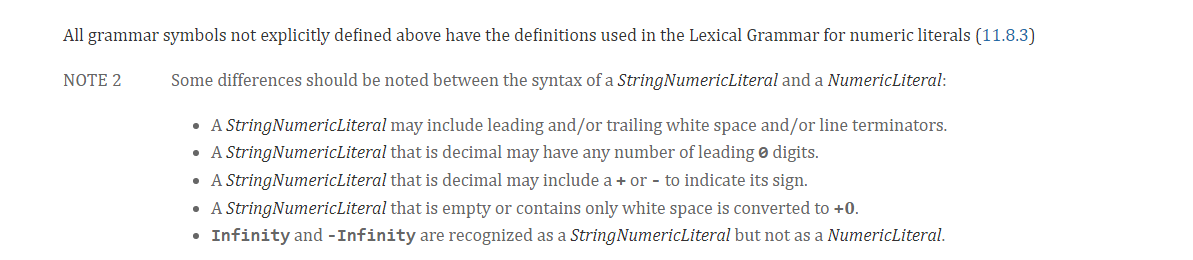 All grammar symbols not explicitly defined above have the definitions used in the Lexical Grammar for numeric literals (11.8.3)
NOTE 2 Some differences should be noted between the syntax of a StringNumericLiteral and a NumericLiteral:
• A StringNumericLiteral may include leading and/or trailing white space and/or line terminators.
• A StringNumericLiteral that is decimal may have any number of leading 0 digits.
• A StringNumericLiteral that is decimal may include a + or - to indicate its sign.
• A StringNumericLiteral that is empty or contains only white space is converted to +0.
• Infinity and -Infinity are recognized as a StringNumericLiteral but not as a NumericLiteral.